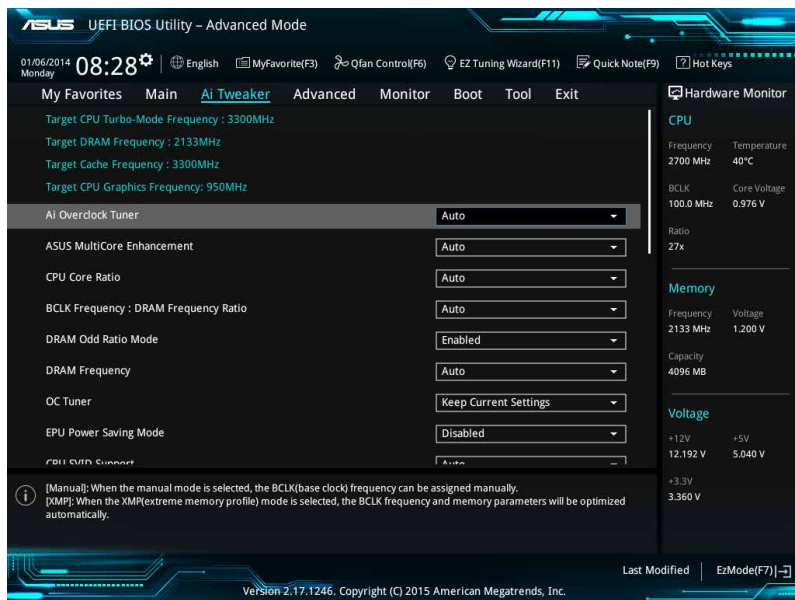 ASUS UEFI BIOS Utility – Advanced Mode
01/06/2014
Monday
08:28
English
MyFavorite(F3)
Qfan Control(F6)
EZ Tuning Wizard(F11)
Quick Note(F9)
? Hot Keys
My Favorites
Main
Ai Tweaker
Advanced
Monitor
Boot
Tool
Exit
Target CPU Turbo-Mode Frequency : 3300MHz
Target DRAM Frequency : 2133MHz
Target Cache Frequency : 3300MHz
Target CPU Graphics Frequency: 950MHz
Ai Overclock Tuner Auto
ASUS MultiCore Enhancement Auto
CPU Core Ratio Auto
BCLK Frequency : DRAM Frequency Ratio Auto
DRAM Odd Ratio Mode Enabled
DRAM Frequency Auto
OC Tuner Keep Current Settings
EPU Power Saving Mode Disabled
CPU SVID Support Auto
[Manual]: When the manual mode is selected, the BCLK(base clock) frequency can be assigned manually.
[XMP]: When the XMP(extreme memory profile) mode is selected, the BCLK frequency and memory parameters will be optimized
automatically.
Hardware Monitor
CPU
Frequency Temperature
2700 MHz 40°C
BCLK Core Voltage
100.0 MHz 0.976 V
Ratio
27x
Memory
Frequency Voltage
2133 MHz 1.200 V
Capacity
4096 MB
Voltage
+12V +5V
12.192 V 5.040 V
+3.3V
3.360 V
Last Modified
EzMode(F7)
Version 2.17.1246. Copyright (C) 2015 American Megatrends, Inc.